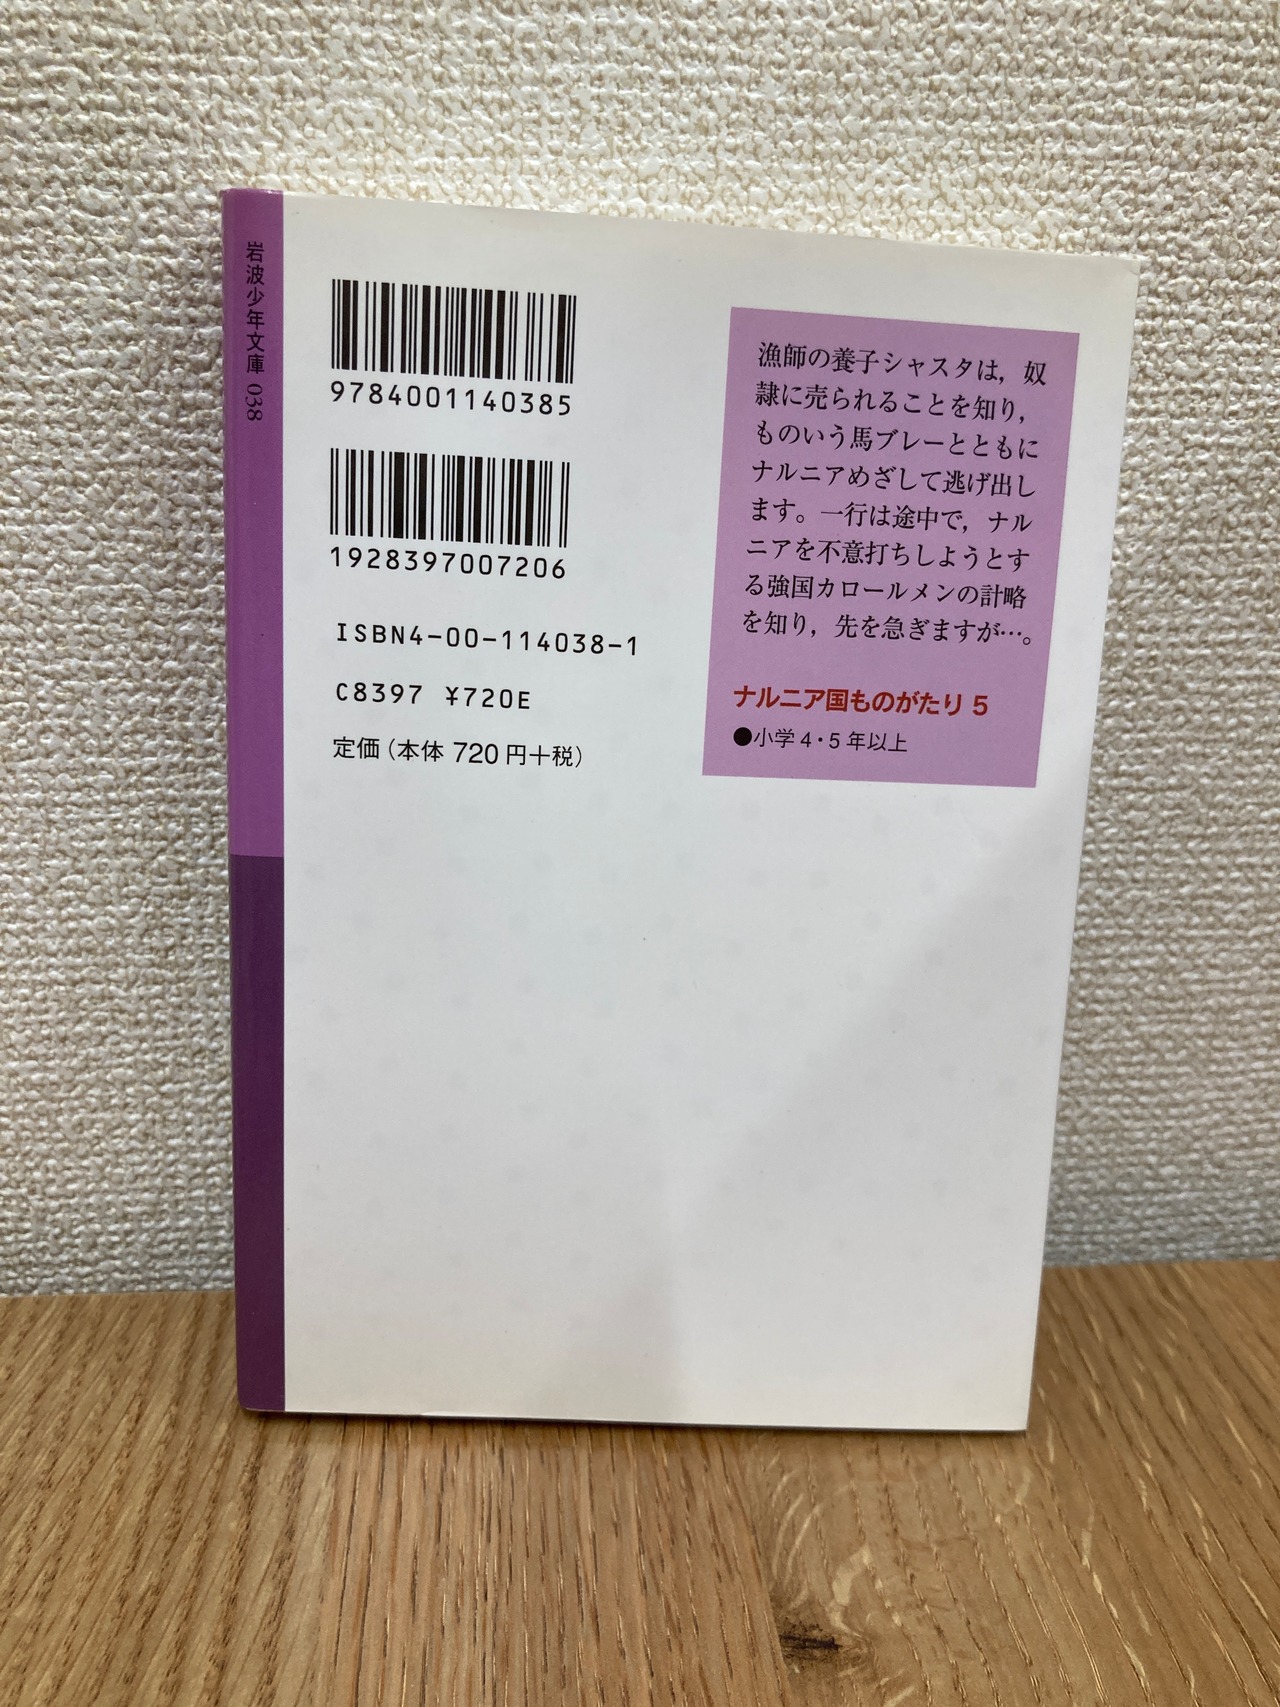 岩波少年文庫 038
9784001140385
1928397007206
ISBN4-00-114038-1
C8397 ¥720E
定価（本体 720 円+税）
漁師の養子シャスタは，奴
隷に売られることを知り，
ものいう馬ブレーとともに
ナルニアめざして逃げ出し
ます。一行は途中で，ナル
ニアを不意打ちしようとす
る強国カロールメンの計略
を知り，先を急ぎますが…。
ナルニア国ものがたり 5
●小学 4・5 年以上